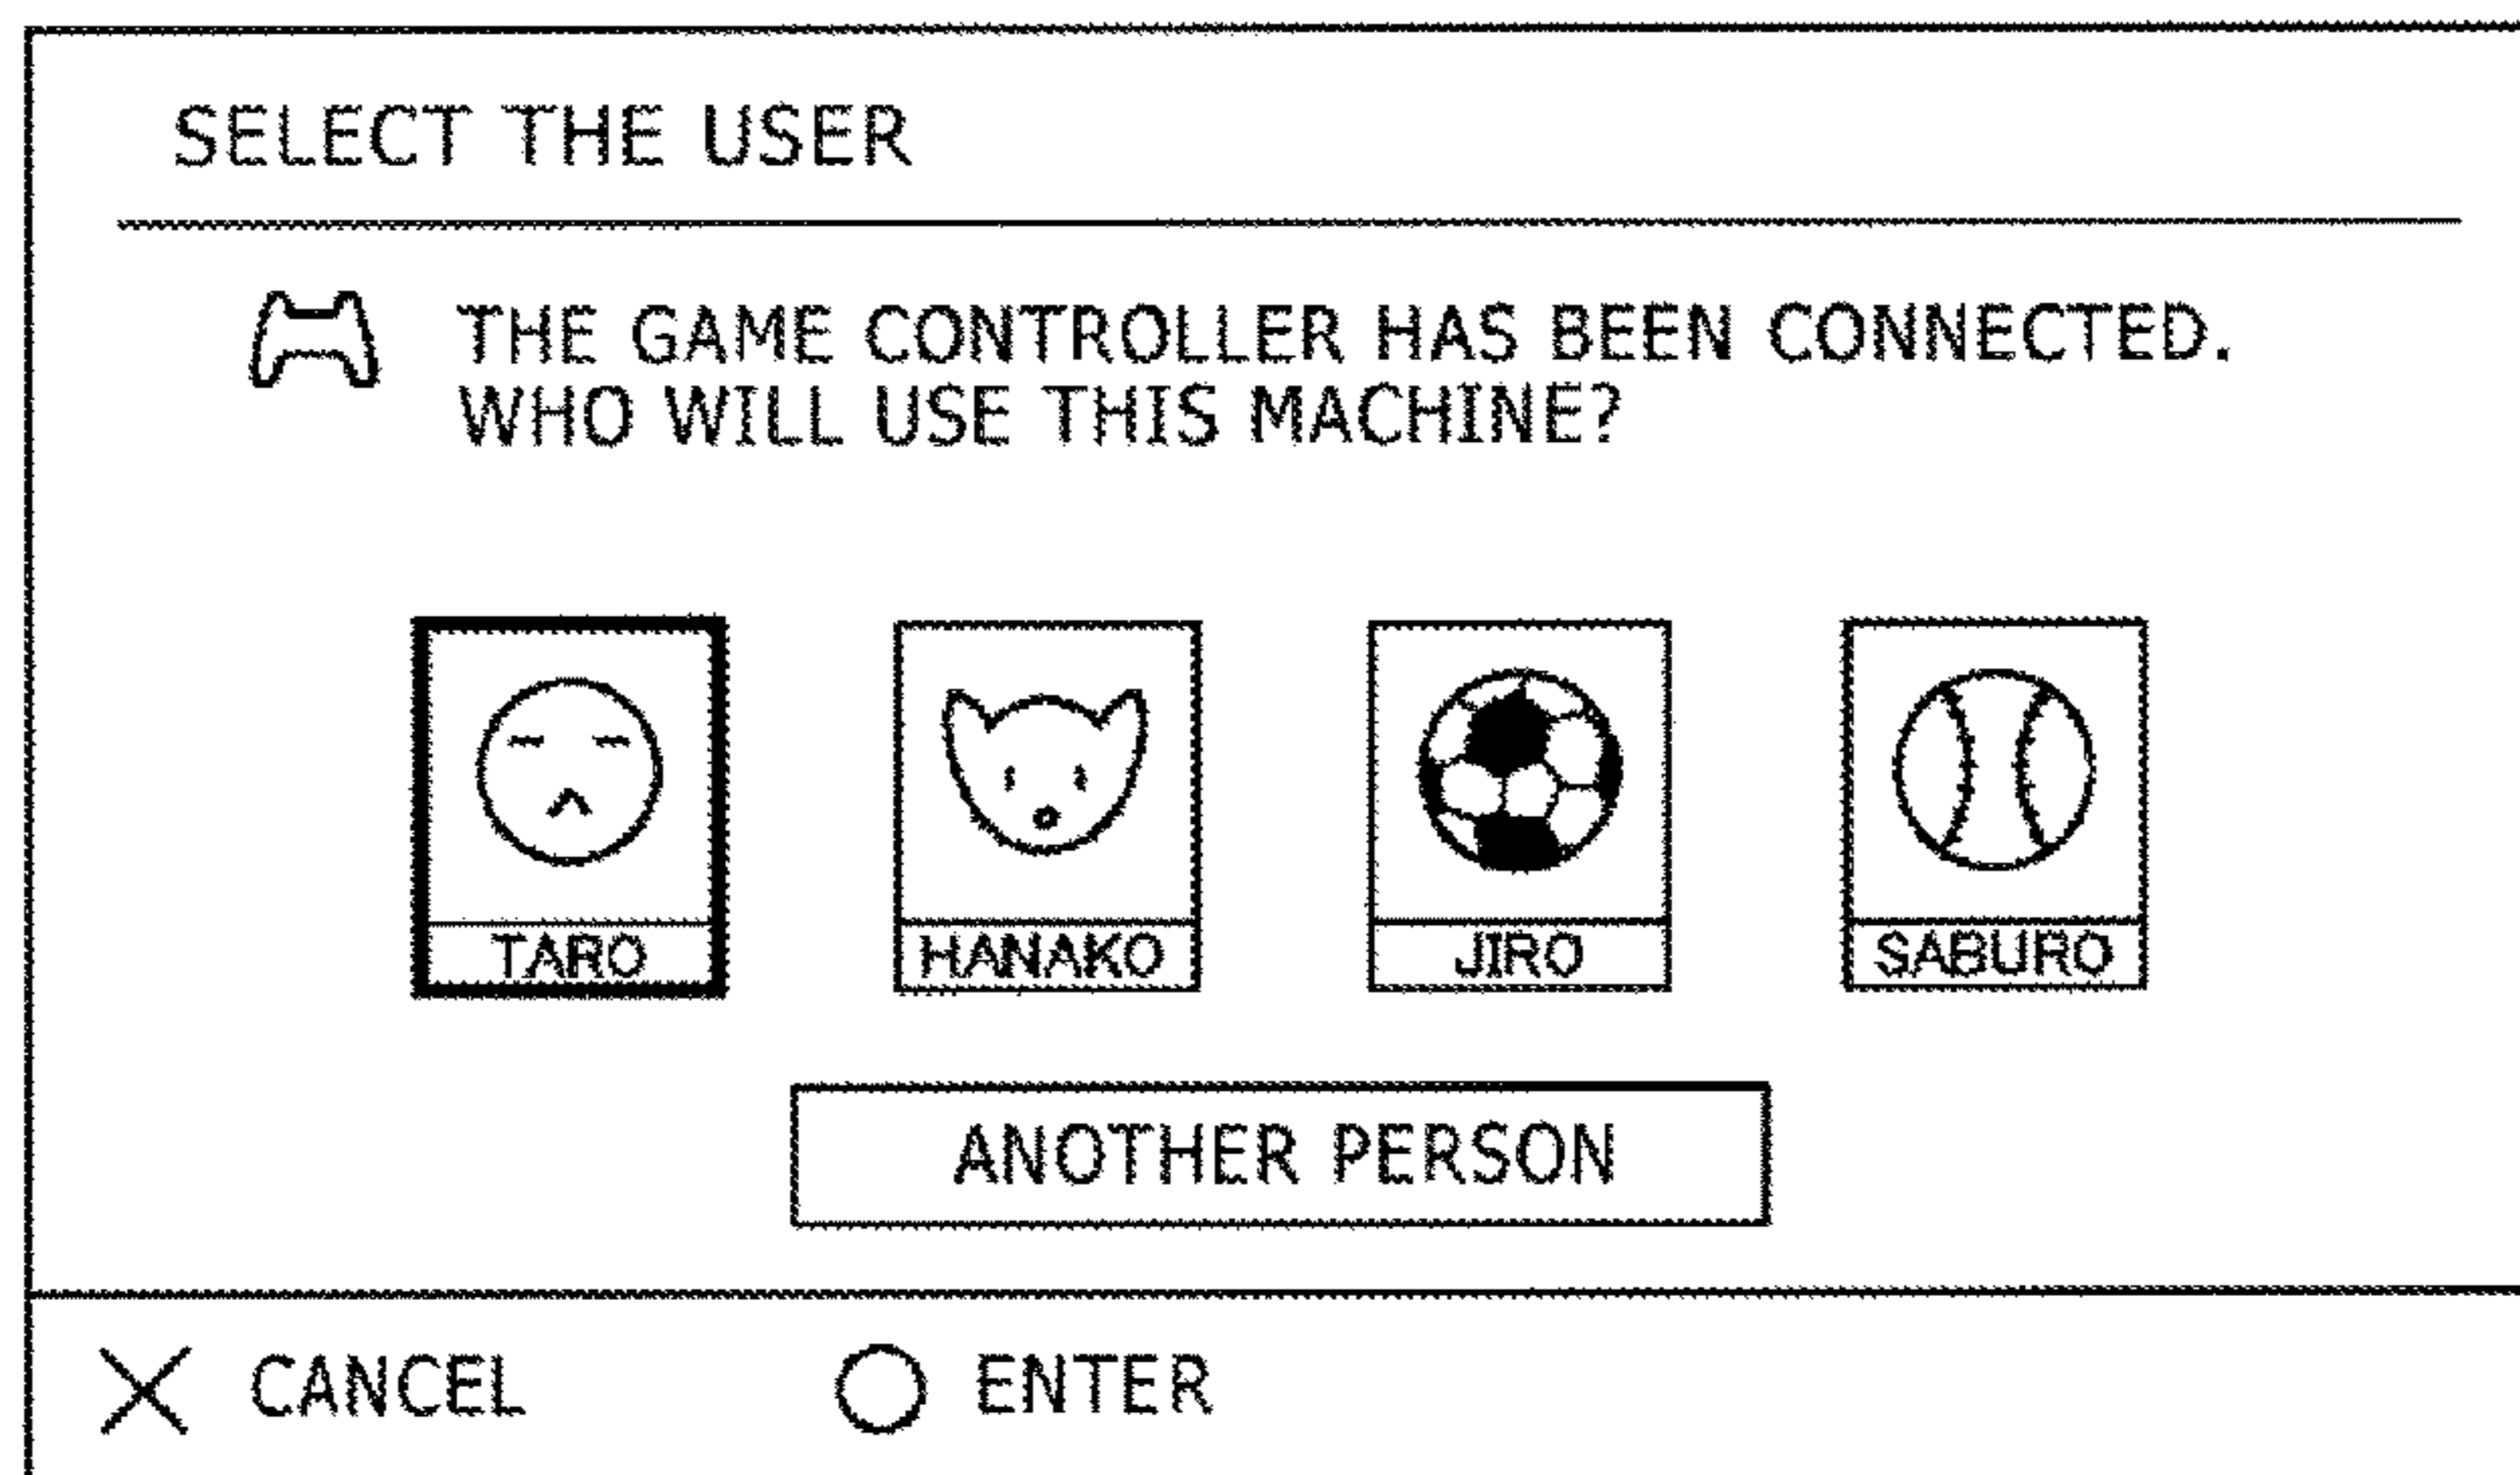 SELECT THE USER
THE GAME CONTROLLER HAS BEEN CONNECTED.
WHO WILL USE THIS MACHINE?
TARO
HANAKO
JIRO
SABURO
ANOTHER PERSON
CANCEL
ENTER